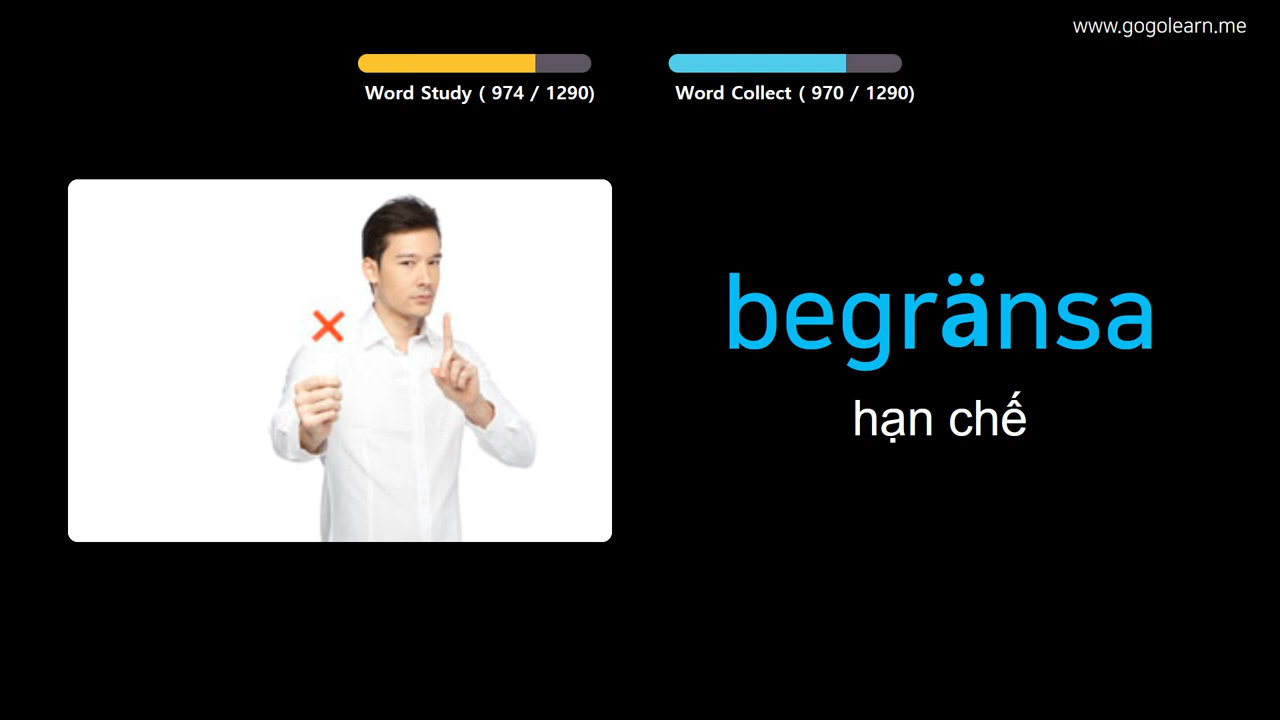 www.gogolearn.me
Word Study ( 974 / 1290)
Word Collect ( 970 / 1290)
begränsa
hạn chế